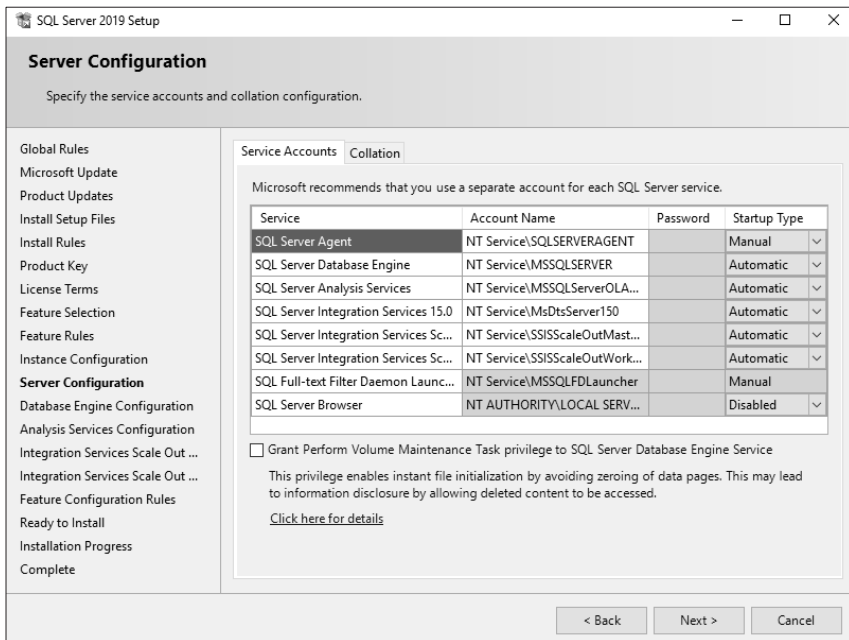 SQL Server 2019 Setup
Server Configuration
Specify the service accounts and collation configuration.
Global Rules
Microsoft Update
Product Updates
Install Setup Files
Install Rules
Product Key
License Terms
Feature Selection
Feature Rules
Instance Configuration
Server Configuration
Database Engine Configuration
Analysis Services Configuration
Integration Services Scale Out ...
Integration Services Scale Out ...
Feature Configuration Rules
Ready to Install
Installation Progress
Complete
Service Accounts Collation
Microsoft recommends that you use a separate account for each SQL Server service.
Service Account Name Password Startup Type
SQL Server Agent NT Service\SQLSERVERAGENT Manual
SQL Server Database Engine NT Service\MSSQLSERVER Automatic
SQL Server Analysis Services NT Service\MSSQLServerOLA... Automatic
SQL Server Integration Services 15.0 NT Service\MsDtsServer150 Automatic
SQL Server Integration Services Sc... NT Service\SSISScaleOutMast... Automatic
SQL Server Integration Services Sc... NT Service\SSISScaleOutWork... Automatic
SQL Full-text Filter Daemon Launc... NT Service\MSSQLFDLauncher Manual
SQL Server Browser NT AUTHORITY\LOCAL SERV... Disabled
Grant Perform Volume Maintenance Task privilege to SQL Server Database Engine Service
This privilege enables instant file initialization by avoiding zeroing of data pages. This may lead
to information disclosure by allowing deleted content to be accessed.
Click here for details
< Back Next > Cancel